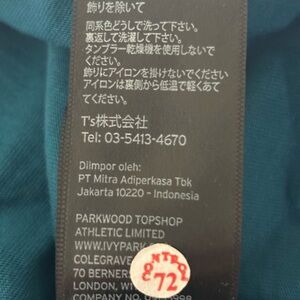 飾りを除いて
同系色どうしで洗って下さい。
裏返して洗濯して下さい。
タンブラー乾燥機を使用しないで
ください。
飾りにアイロンを掛けないでください
アイロンは裏側から低温で軽くあて
てください。
T's株式会社
Tel: 03-5413-4670
Diimpor oleh:
PT Mitra Adiperkasa Tbk
Jakarta 10220 - Indonesia
PARKWOOD TOPSHOP
ATHLETIC LIMITED
WWW.IVYPARK.
COLEGRAVE
70 BERNERS
LONDON, W1
COMPANY NO.
NTR
72